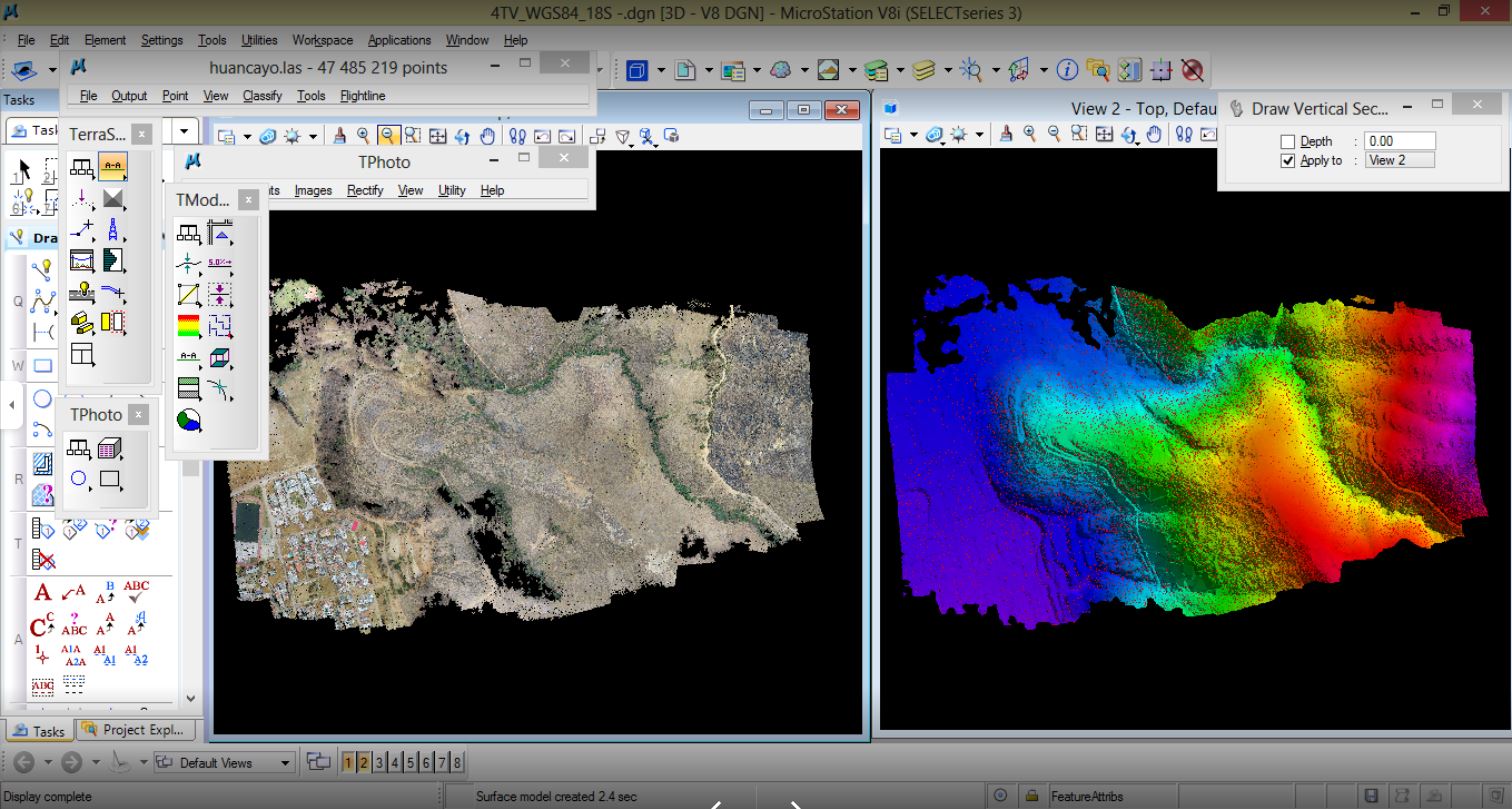 4TV_WGS84_18S -.dgn [3D - V8 DGN] - MicroStation V8i (SELECTseries 3)
File Edit Element Settings Tools Utilities Workspace Applications Window Help
huancayo.las - 47 485 219 points
File Output Point View Classify Tools Flightline
Tasks
Task
TerraS...
View 2 - Top, Defau
Draw Vertical Sec...
Depth : 0.00
Apply to : View 2
TPhoto
Images Rectify View Utility Help
TMod...
Dra
TPhoto
Q
W
R
T
A
Tasks
Project Expl...
Default Views
1 2 3 4 5 6 7 8
Display complete
Surface model created 2.4 sec
FeatureAttribs